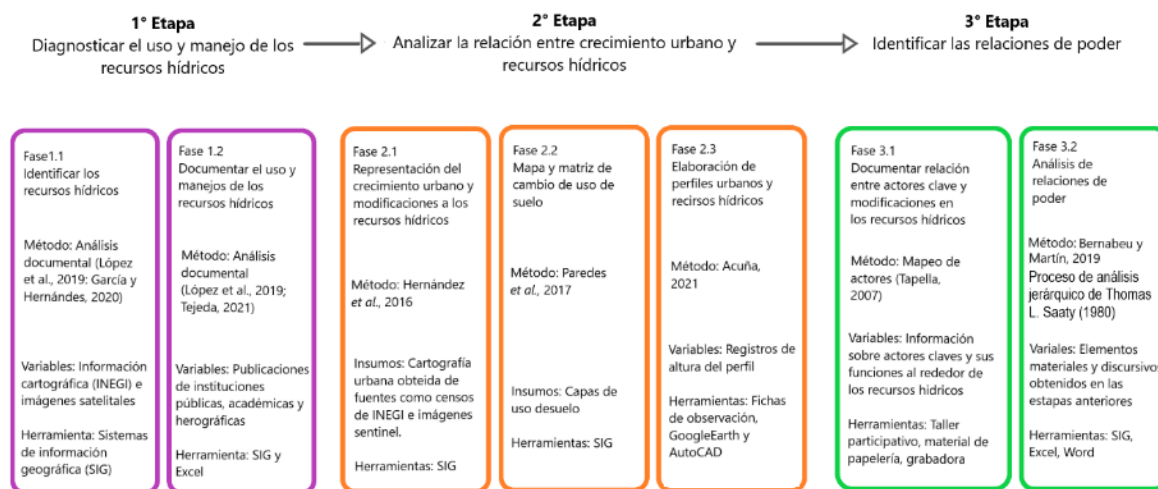 1° Etapa
Diagnosticar el uso y manejo de los
recursos hídricos
2° Etapa
Analizar la relación entre crecimiento urbano y
recursos hídricos
3° Etapa
Identificar las relaciones de poder
Fase1.1
Identificar los
recursos hídricos
Método: Análisis
documental (López
et al., 2019: García y
Hernándes, 2020)
Variables: Información
cartográfica (INEGI) e
imágenes satelitales
Herramienta: Sistemas
de información
geográfica (SIG)
Fase 1.2
Documentar el uso y
manejos de los
recursos hídricos
Método: Análisis
documental
(López et al., 2019;
Tejeda, 2021)
Variables: Publicaciones
de instituciones
públicas, académicas y
herográficas
Herramienta: SIG y
Excel
Fase 2.1
Representación del
crecimiento urbano y
modificaciones a los
recursos hídricos
Método: Hernández
et al., 2016
Insumos: Cartografía
urbana obteida de
fuentes como censos
de INEGI e imágenes
sentinel.
Herramientas: SIG
Fase 2.2
Mapa y matriz de
cambio de uso de
suelo
Método: Paredes
et al., 2017
Insumos: Capas de
uso desuelo
Herramientas: SIG
Fase 2.3
Elaboración de
perfiles urbanos y
recirsos hídricos
Método: Acuña,
2021
Variables: Registros de
altura del perfil
Herramientas: Fichas
de observación,
GoogleEarth y
AutoCAD
Fase 3.1
Documentar relación
entre actores clave y
modificaciones en
los recursos hídricos
Método: Mapeo de
actores (Tapella,
2007)
Variables: Información
sobre actores claves y sus
funciones al rededor de
los recursos hidricos
Herramientas: Taller
participativo, material de
papelería, grabadora
Fase 3.2
Análisis de
relaciones de
poder
Método: Bernabeu y
Martín, 2019
Proceso de análisis
jerárquico de Thomas
L. Saaty (1980)
Variales: Elementos
materiales y discursivos
obtenidos en las
estapas anteriores
Herramientas: SIG,
Excel, Word